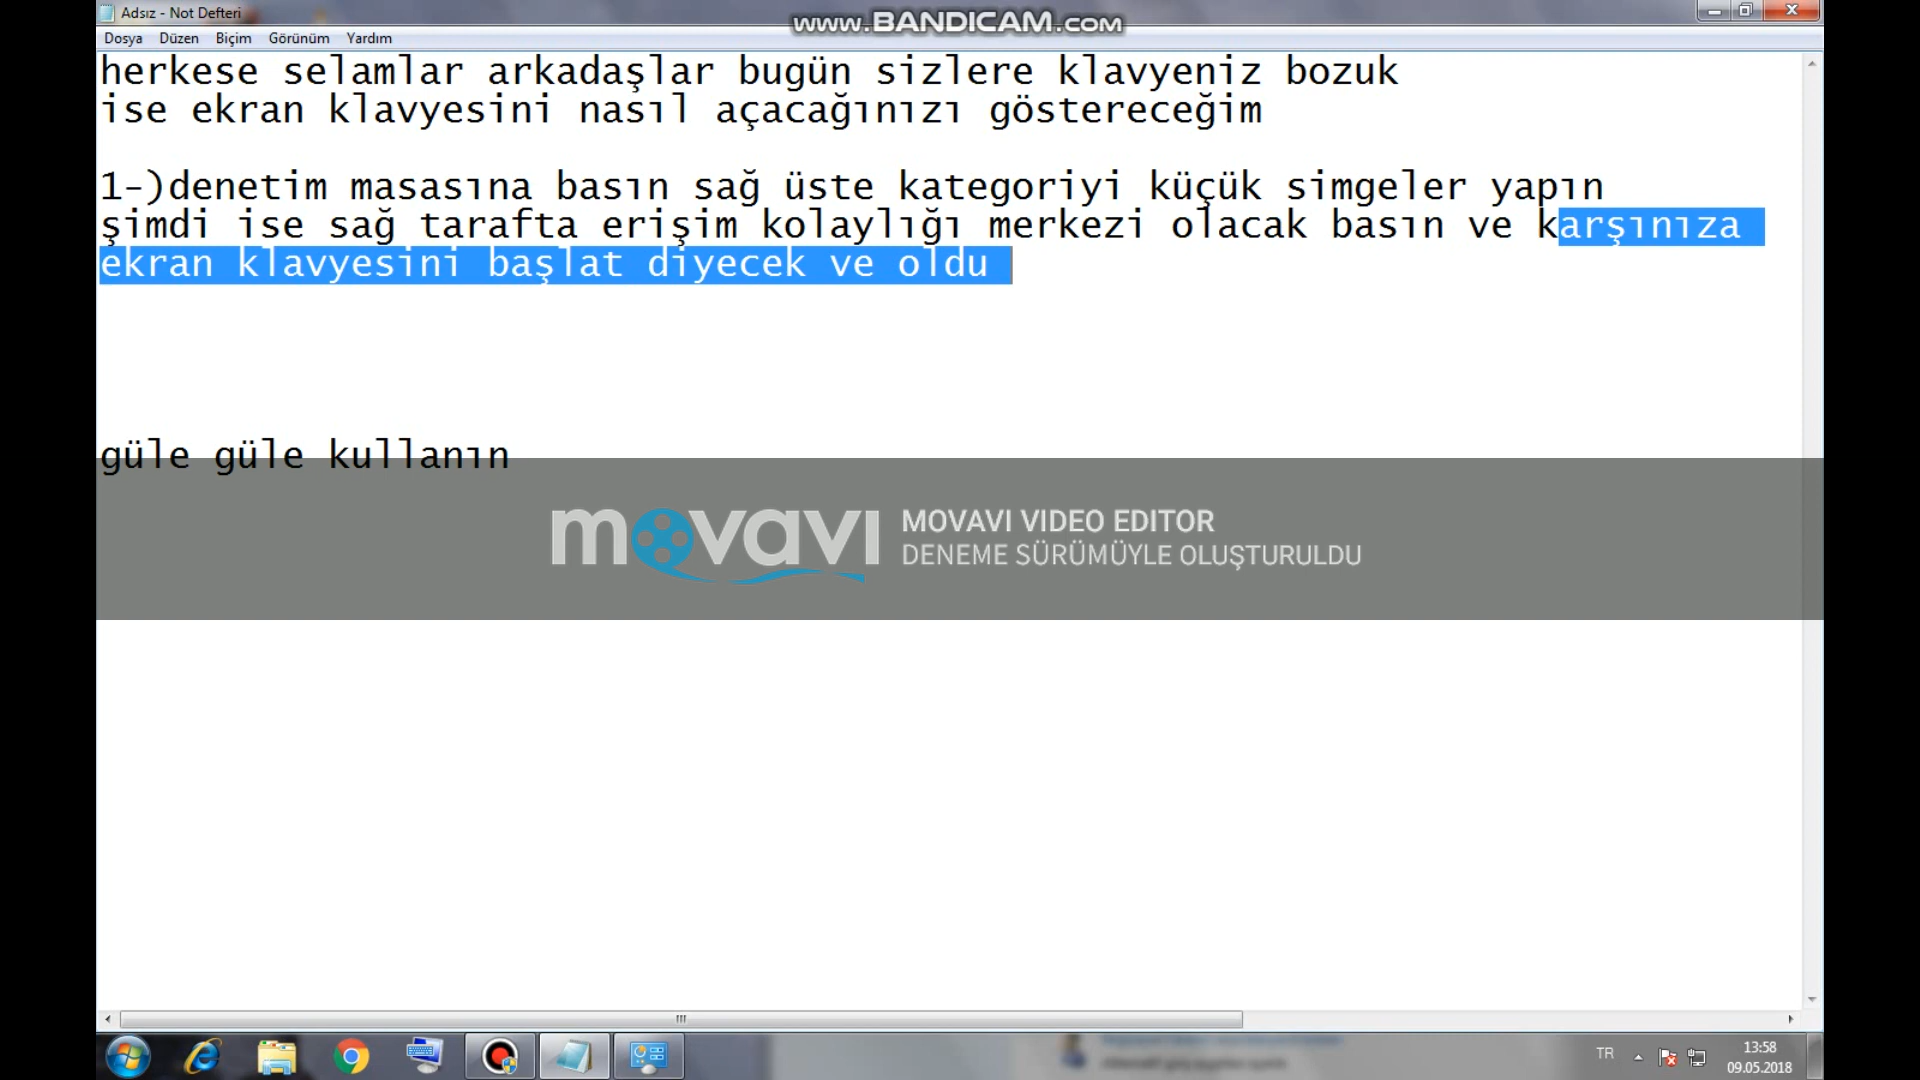 Adsız - Not Defteri
www.BANDICAM.com
Dosya Düzen Biçim Görünüm Yardım
herkese selamlar arkadaşlar bugün sizlere klavyeniz bozuk
ise ekran klavyesini nasıl açacağınızı göstereceğim
1-)denetim masasına basın sağ üste kategoriyi küçük simgeler yapın
şimdi ise sağ tarafta erişim kolaylığı merkezi olacak basın ve karşınıza
ekran klavyesini başlat diyecek ve oldu
güle güle kullanın
movavi
MOVAVI VIDEO EDITOR
DENEME SÜRÜMÜYLE OLUŞTURULDU
TR
13:58
09.05.2018